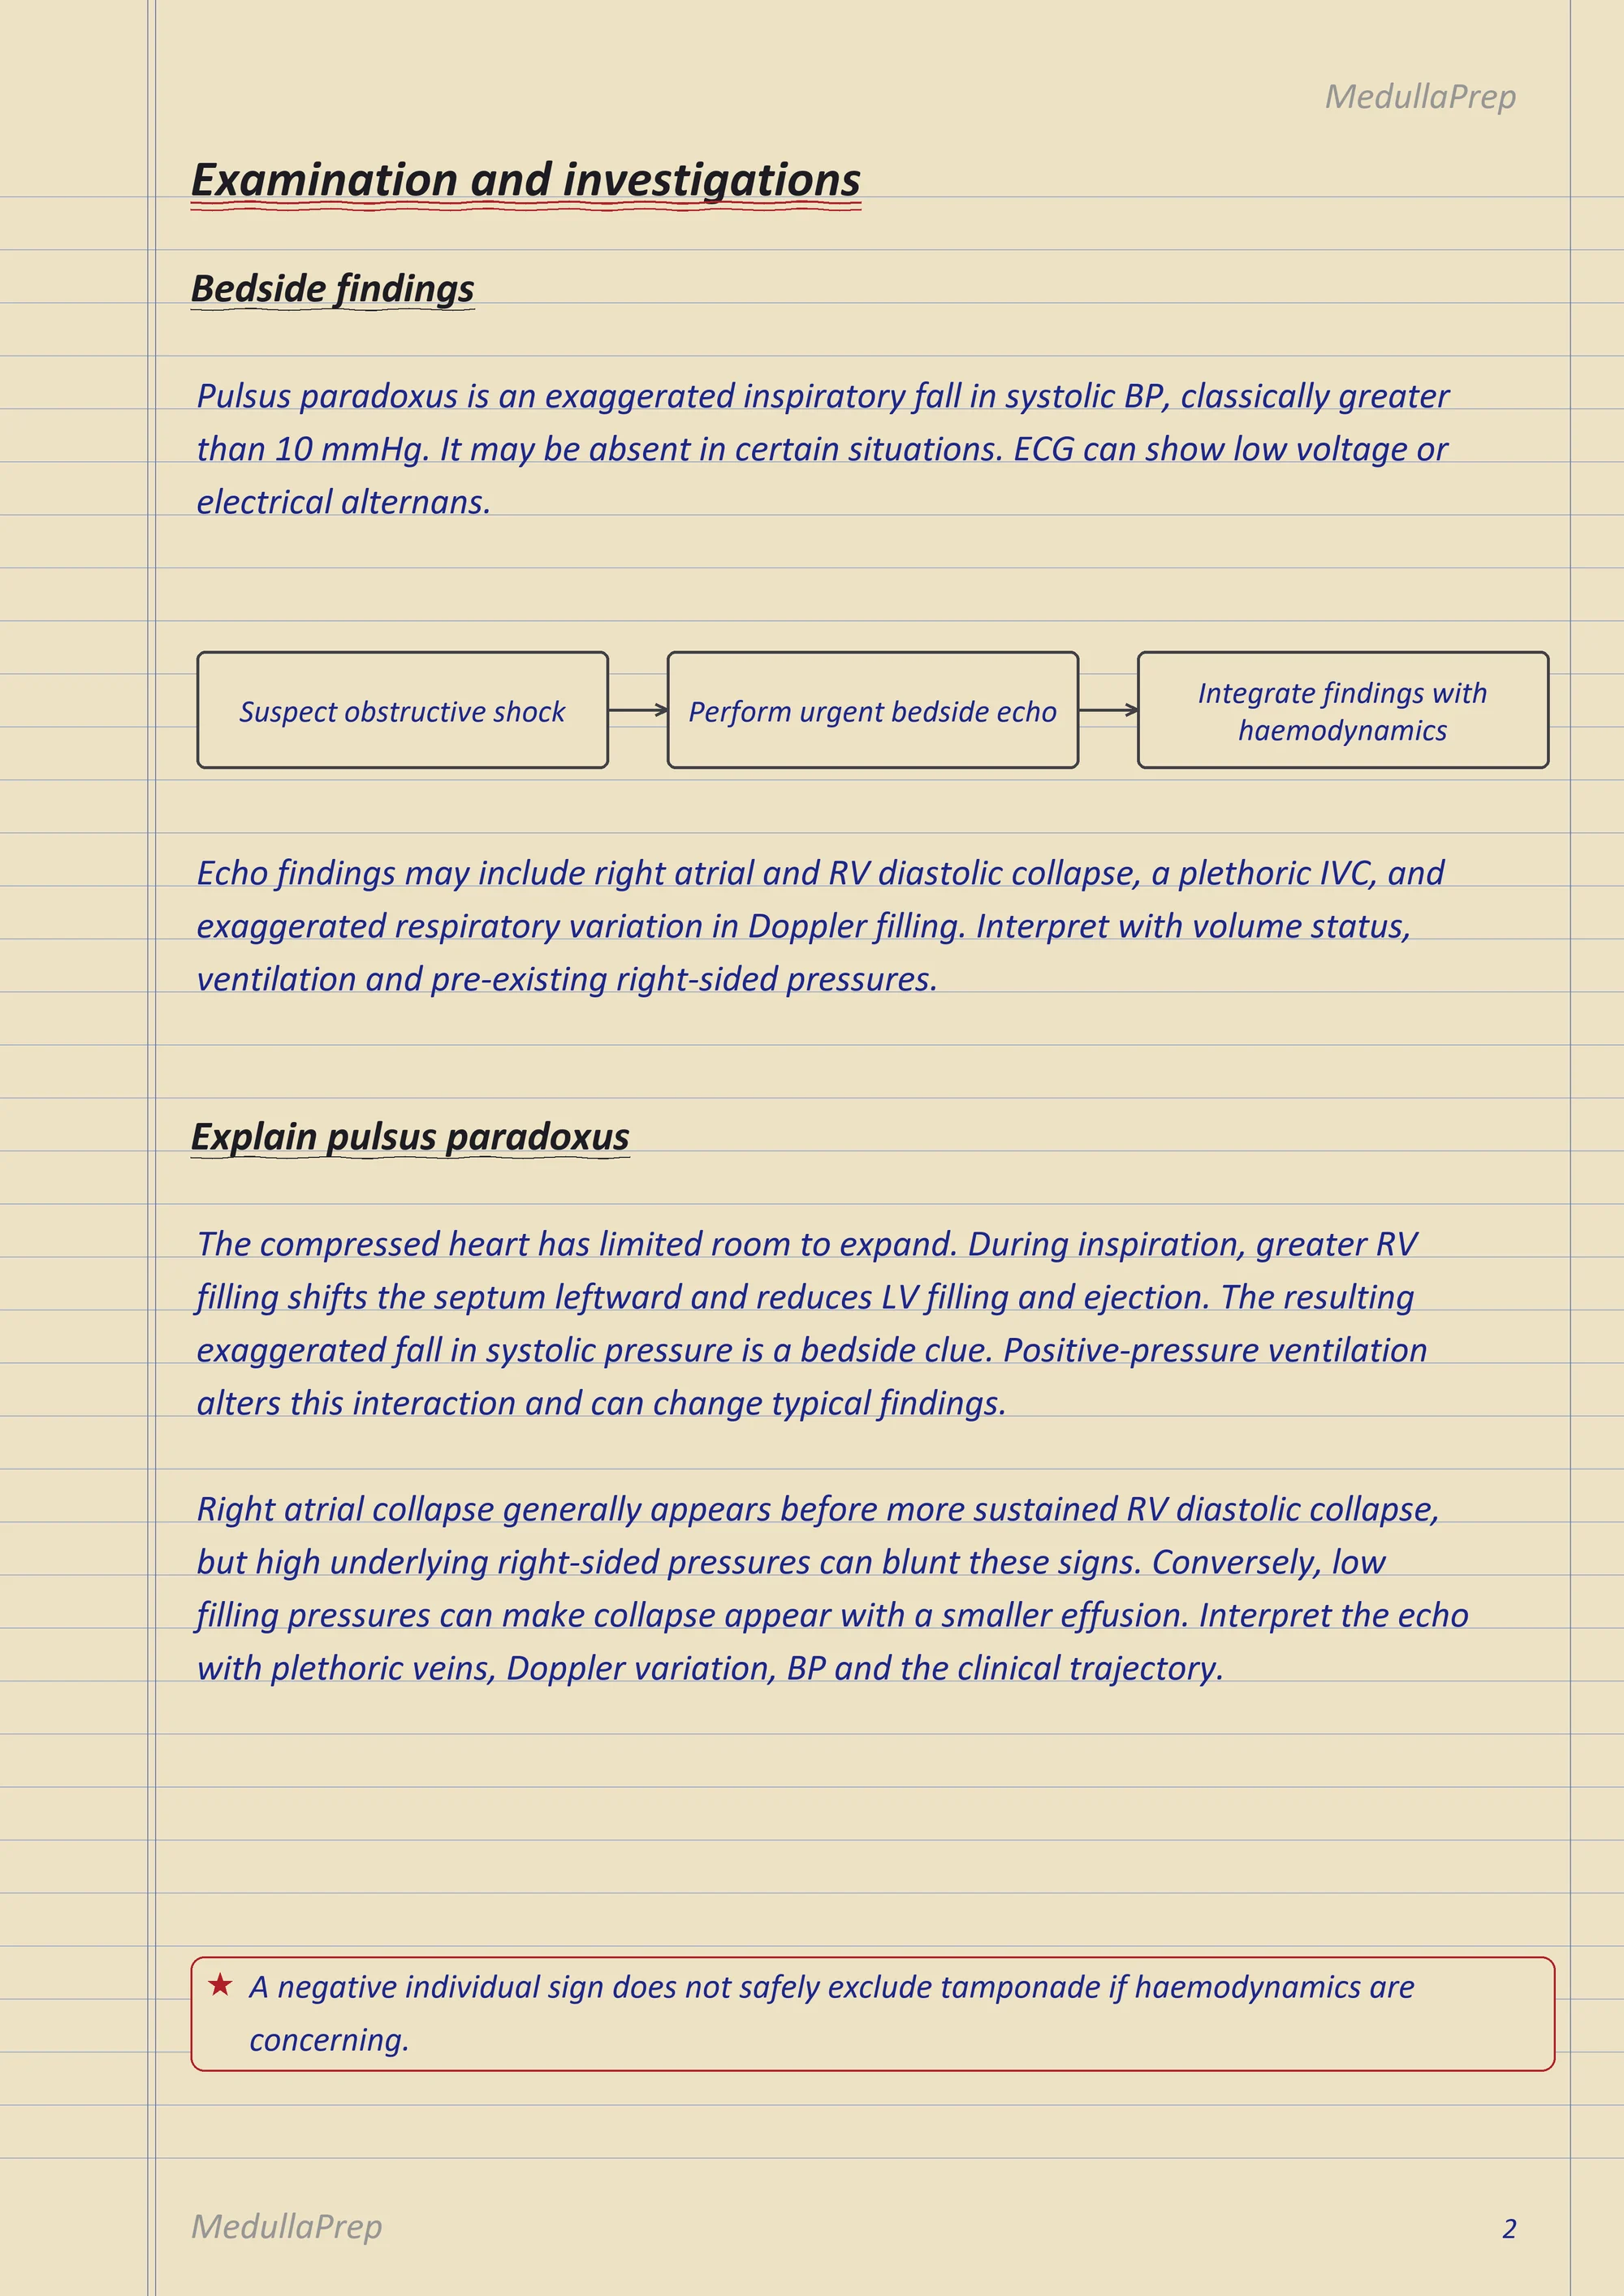 MedullaPrep
Examination and investigations
Bedside findings
Pulsus paradoxus is an exaggerated inspiratory fall in systolic BP, classically greater
than 10 mmHg. It may be absent in certain situations. ECG can show low voltage or
electrical alternans.
Suspect obstructive shock
Perform urgent bedside echo
Integrate findings with
haemodynamics
Echo findings may include right atrial and RV diastolic collapse, a plethoric IVC, and
exaggerated respiratory variation in Doppler filling. Interpret with volume status,
ventilation and pre-existing right-sided pressures.
Explain pulsus paradoxus
The compressed heart has limited room to expand. During inspiration, greater RV
filling shifts the septum leftward and reduces LV filling and ejection. The resulting
exaggerated fall in systolic pressure is a bedside clue. Positive-pressure ventilation
alters this interaction and can change typical findings.
Right atrial collapse generally appears before more sustained RV diastolic collapse,
but high underlying right-sided pressures can blunt these signs. Conversely, low
filling pressures can make collapse appear with a smaller effusion. Interpret the echo
with plethoric veins, Doppler variation, BP and the clinical trajectory.
★ A negative individual sign does not safely exclude tamponade if haemodynamics are
concerning.
MedullaPrep
2